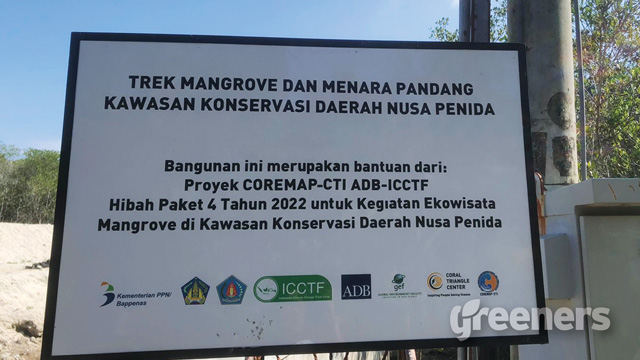 TREK MANGROVE DAN MENARA PANDANG
KAWASAN KONSERVASI DAERAH NUSA PENIDA
Bangunan ini merupakan bantuan dari:
Proyek COREMAP-CTI ADB-ICCTF
Hibah Paket 4 Tahun 2022 untuk Kegiatan Ekowisata
Mangrove di Kawasan Konservasi Daerah Nusa Penida
Kementerian PPN/
Bappenas
ICCTF
ADB
gef
CORAL
TRIANGLE
CENTER
COREMAP-CTI
greeners